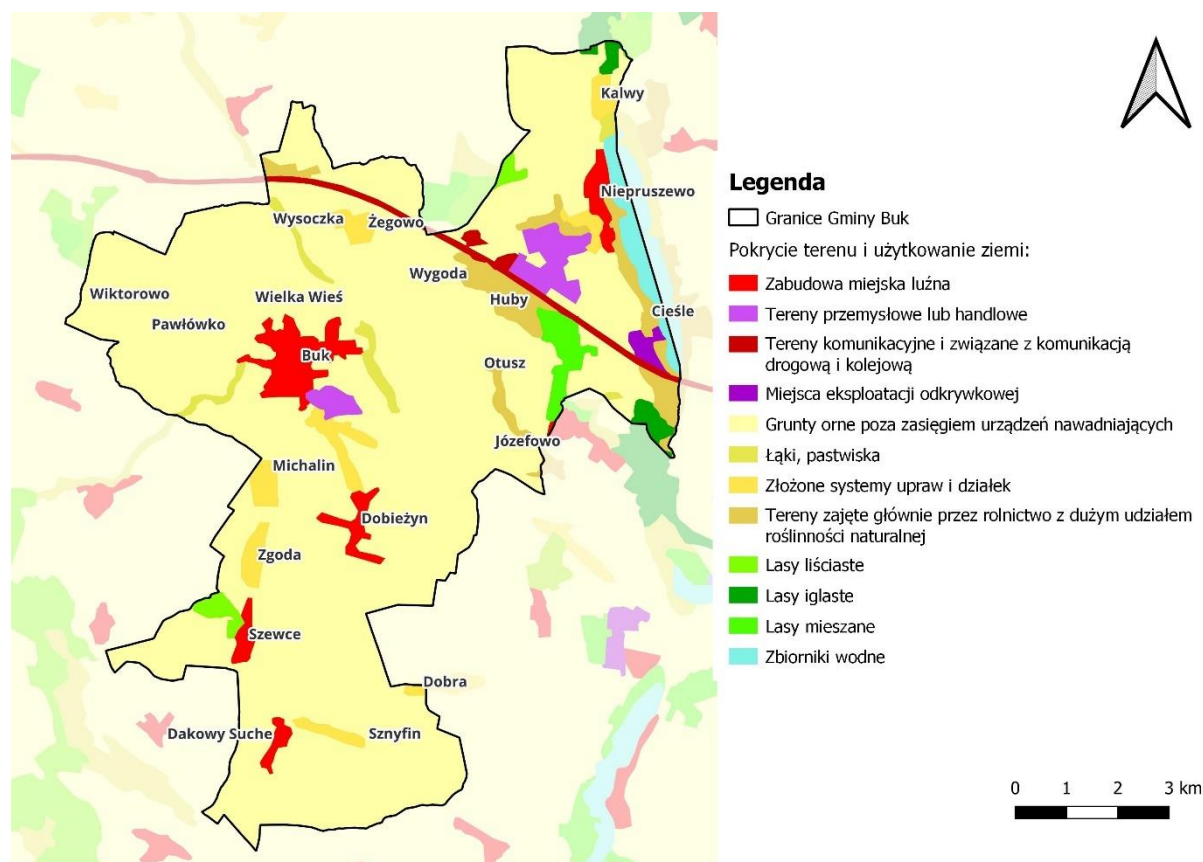 Kalwy
Niepruszewo
Wysoczka
Żegowo
Wygoda
Wiktorowo
Wielka Wieś
Huby
Cieśle
Pawłówko
Buk
Otusz
Józefowo
Michalin
Dobieżyn
Zgoda
Szewce
Dobra
Dakowy Suche
Sznyfin
Legenda
Granice Gminy Buk
Pokrycie terenu i użytkowanie ziemi:
Zabudowa miejska luźna
Tereny przemysłowe lub handlowe
Tereny komunikacyjne i związane z komunikacją
drogową i kolejową
Miejsca eksploatacji odkrywkowej
Grunty orne poza zasięgiem urządzeń nawadniających
Łąki, pastwiska
Złożone systemy upraw i działek
Tereny zajęte głównie przez rolnictwo z dużym udziałem
roślinności naturalnej
Lasy liściaste
Lasy iglaste
Lasy mieszane
Zbiorniki wodne
0 1 2 3 km